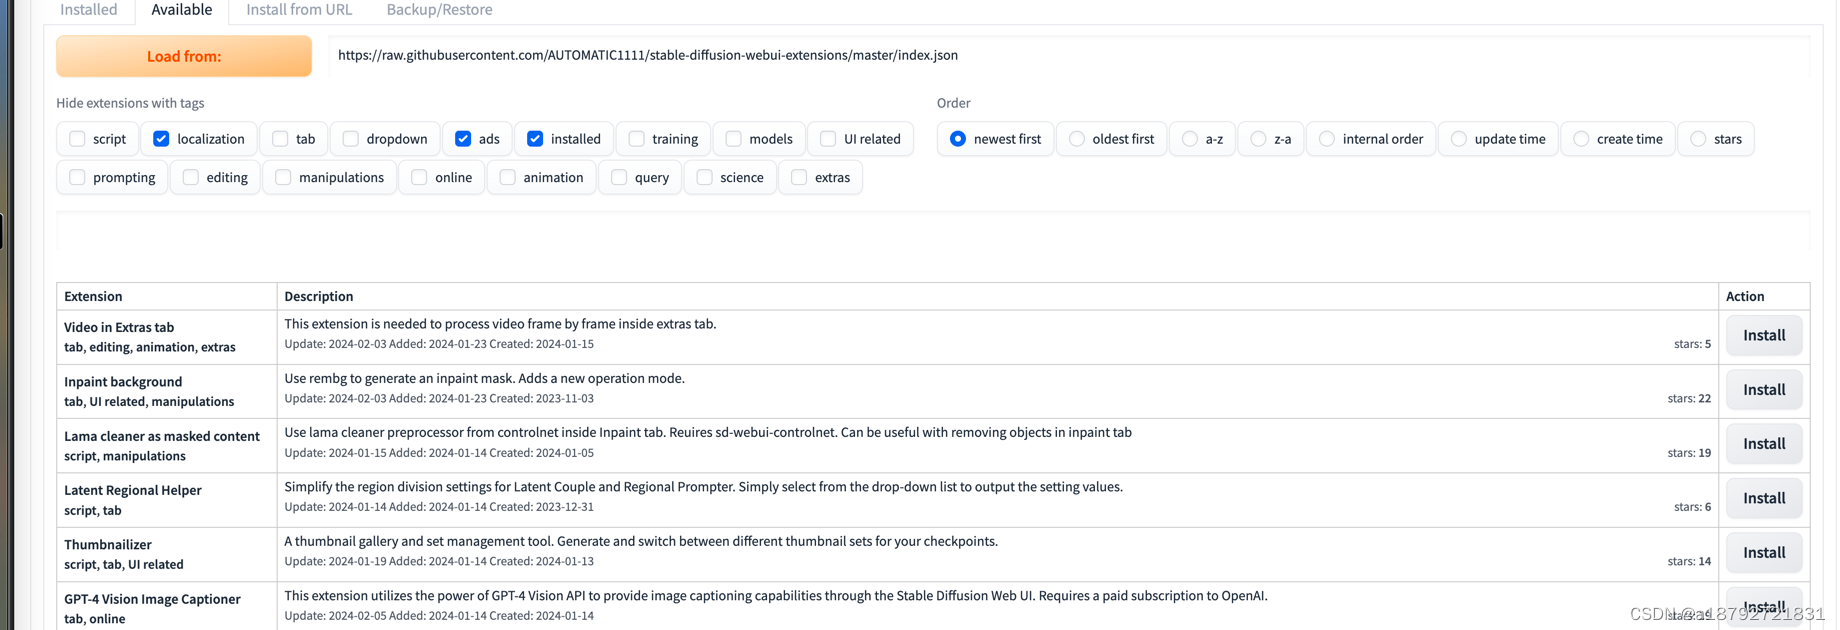 Installed Available Install from URL Backup/Restore
Load from: https://raw.githubusercontent.com/AUTOMATIC1111/stable-diffusion-webui-extensions/master/index.json
Hide extensions with tags Order
script localization tab dropdown ads installed training models UI related newest first oldest first a-z z-a internal order update time create time stars
prompting editing manipulations online animation query science extras
Extension Description Action
Video in Extras tab This extension is needed to process video frame by frame inside extras tab. Install
tab, editing, animation, extras Update: 2024-02-03 Added: 2024-01-23 Created: 2024-01-15 stars: 5
Inpaint background Use rembg to generate an inpaint mask. Adds a new operation mode. Install
tab, UI related, manipulations Update: 2024-02-03 Added: 2024-01-23 Created: 2023-11-03 stars: 22
Lama cleaner as masked content Use lama cleaner preprocessor from controlnet inside Inpaint tab. Reuires sd-webui-controlnet. Can be useful with removing objects in inpaint tab Install
script, manipulations Update: 2024-01-15 Added: 2024-01-14 Created: 2024-01-05 stars: 19
Latent Regional Helper Simplify the region division settings for Latent Couple and Regional Prompter. Simply select from the drop-down list to output the setting values. Install
script, tab Update: 2024-01-14 Added: 2024-01-14 Created: 2023-12-31 stars: 6
Thumbnailizer A thumbnail gallery and set management tool. Generate and switch between different thumbnail sets for your checkpoints. Install
script, tab, UI related Update: 2024-01-19 Added: 2024-01-14 Created: 2024-01-13 stars: 14
GPT-4 Vision Image Captioner This extension utilizes the power of GPT-4 Vision API to provide image captioning capabilities through the Stable Diffusion Web UI. Requires a paid subscription to OpenAI. Install
tab, online Update: 2024-02-05 Added: 2024-01-14 Created: 2024-01-14
CSDN @a18792721831